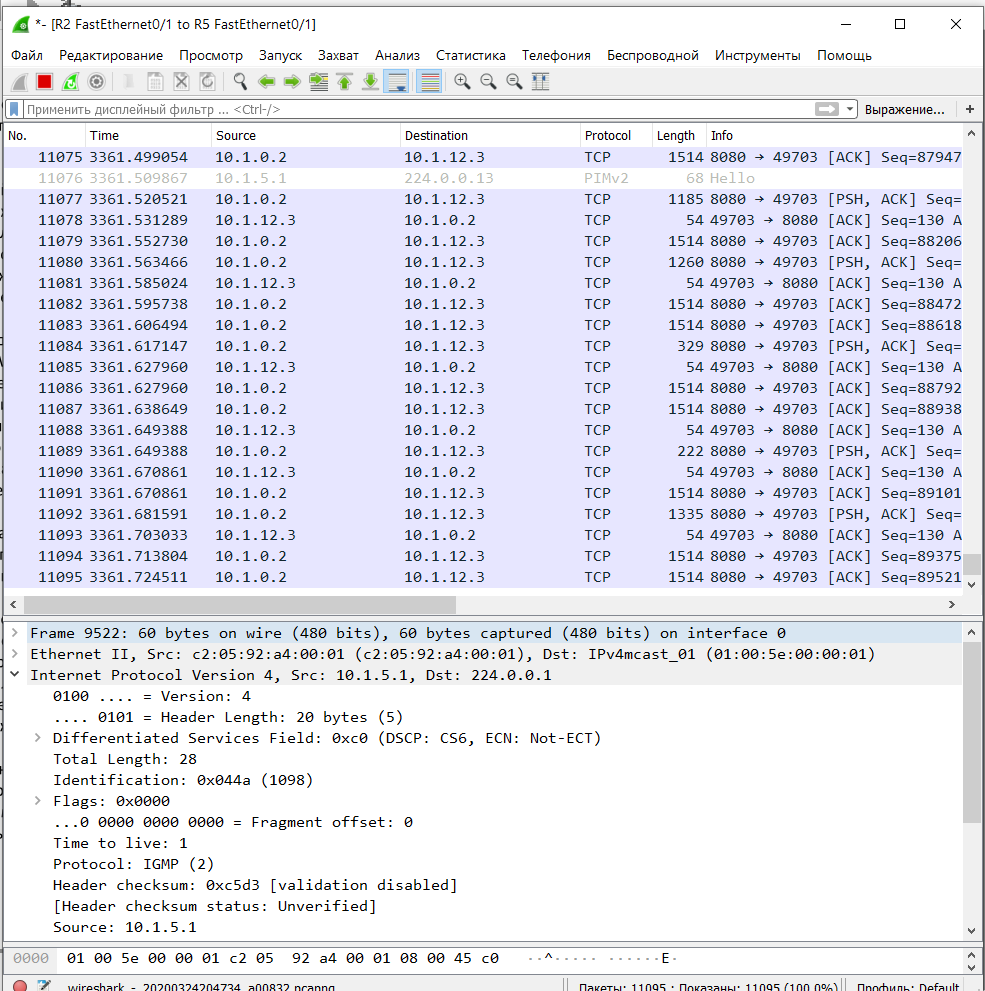 *- [R2 FastEthernet0/1 to R5 FastEthernet0/1]
Файл Редактирование Просмотр Запуск Захват Анализ Статистика Телефония Беспроводной Инструменты Помощь
Применить дисплейный фильтр ... <Ctrl-/> Выражение… +
No. Time Source Destination Protocol Length Info
11075 3361.499054 10.1.0.2 10.1.12.3 TCP 1514 8080 → 49703 [ACK] Seq=87947
11076 3361.509867 10.1.5.1 224.0.0.13 PIMv2 68 Hello
11077 3361.520521 10.1.0.2 10.1.12.3 TCP 1185 8080 → 49703 [PSH, ACK] Seq=
11078 3361.531289 10.1.12.3 10.1.0.2 TCP 54 49703 → 8080 [ACK] Seq=130 A
11079 3361.552730 10.1.0.2 10.1.12.3 TCP 1514 8080 → 49703 [ACK] Seq=88206
11080 3361.563466 10.1.0.2 10.1.12.3 TCP 1260 8080 → 49703 [PSH, ACK] Seq=
11081 3361.585024 10.1.12.3 10.1.0.2 TCP 54 49703 → 8080 [ACK] Seq=130 A
11082 3361.595738 10.1.0.2 10.1.12.3 TCP 1514 8080 → 49703 [ACK] Seq=88472
11083 3361.606494 10.1.0.2 10.1.12.3 TCP 1514 8080 → 49703 [ACK] Seq=88618
11084 3361.617147 10.1.0.2 10.1.12.3 TCP 329 8080 → 49703 [PSH, ACK] Seq=
11085 3361.627960 10.1.12.3 10.1.0.2 TCP 54 49703 → 8080 [ACK] Seq=130 A
11086 3361.627960 10.1.0.2 10.1.12.3 TCP 1514 8080 → 49703 [ACK] Seq=88792
11087 3361.638649 10.1.0.2 10.1.12.3 TCP 1514 8080 → 49703 [ACK] Seq=88938
11088 3361.649388 10.1.12.3 10.1.0.2 TCP 54 49703 → 8080 [ACK] Seq=130 A
11089 3361.649388 10.1.0.2 10.1.12.3 TCP 222 8080 → 49703 [PSH, ACK] Seq=
11090 3361.670861 10.1.12.3 10.1.0.2 TCP 54 49703 → 8080 [ACK] Seq=130 A
11091 3361.670861 10.1.0.2 10.1.12.3 TCP 1514 8080 → 49703 [ACK] Seq=89101
11092 3361.681591 10.1.0.2 10.1.12.3 TCP 1335 8080 → 49703 [PSH, ACK] Seq=
11093 3361.703033 10.1.12.3 10.1.0.2 TCP 54 49703 → 8080 [ACK] Seq=130 A
11094 3361.713804 10.1.0.2 10.1.12.3 TCP 1514 8080 → 49703 [ACK] Seq=89375
11095 3361.724511 10.1.0.2 10.1.12.3 TCP 1514 8080 → 49703 [ACK] Seq=89521
Frame 9522: 60 bytes on wire (480 bits), 60 bytes captured (480 bits) on interface 0
Ethernet II, Src: c2:05:92:a4:00:01 (c2:05:92:a4:00:01), Dst: IPv4mcast_01 (01:00:5e:00:00:01)
Internet Protocol Version 4, Src: 10.1.5.1, Dst: 224.0.0.1
0100 .... = Version: 4
.... 0101 = Header Length: 20 bytes (5)
Differentiated Services Field: 0xc0 (DSCP: CS6, ECN: Not-ECT)
Total Length: 28
Identification: 0x044a (1098)
Flags: 0x0000
...0 0000 0000 0000 = Fragment offset: 0
Time to live: 1
Protocol: IGMP (2)
Header checksum: 0xc5d3 [validation disabled]
[Header checksum status: Unverified]
Source: 10.1.5.1
0000 01 00 5e 00 00 01 c2 05 92 a4 00 01 08 00 45 c0 ··^····· ······E·
wireshark_-_20200324204734_a00832.pcapng Пакеты: 11095 · Показаны: 11095 (100.0%) Профиль: Default